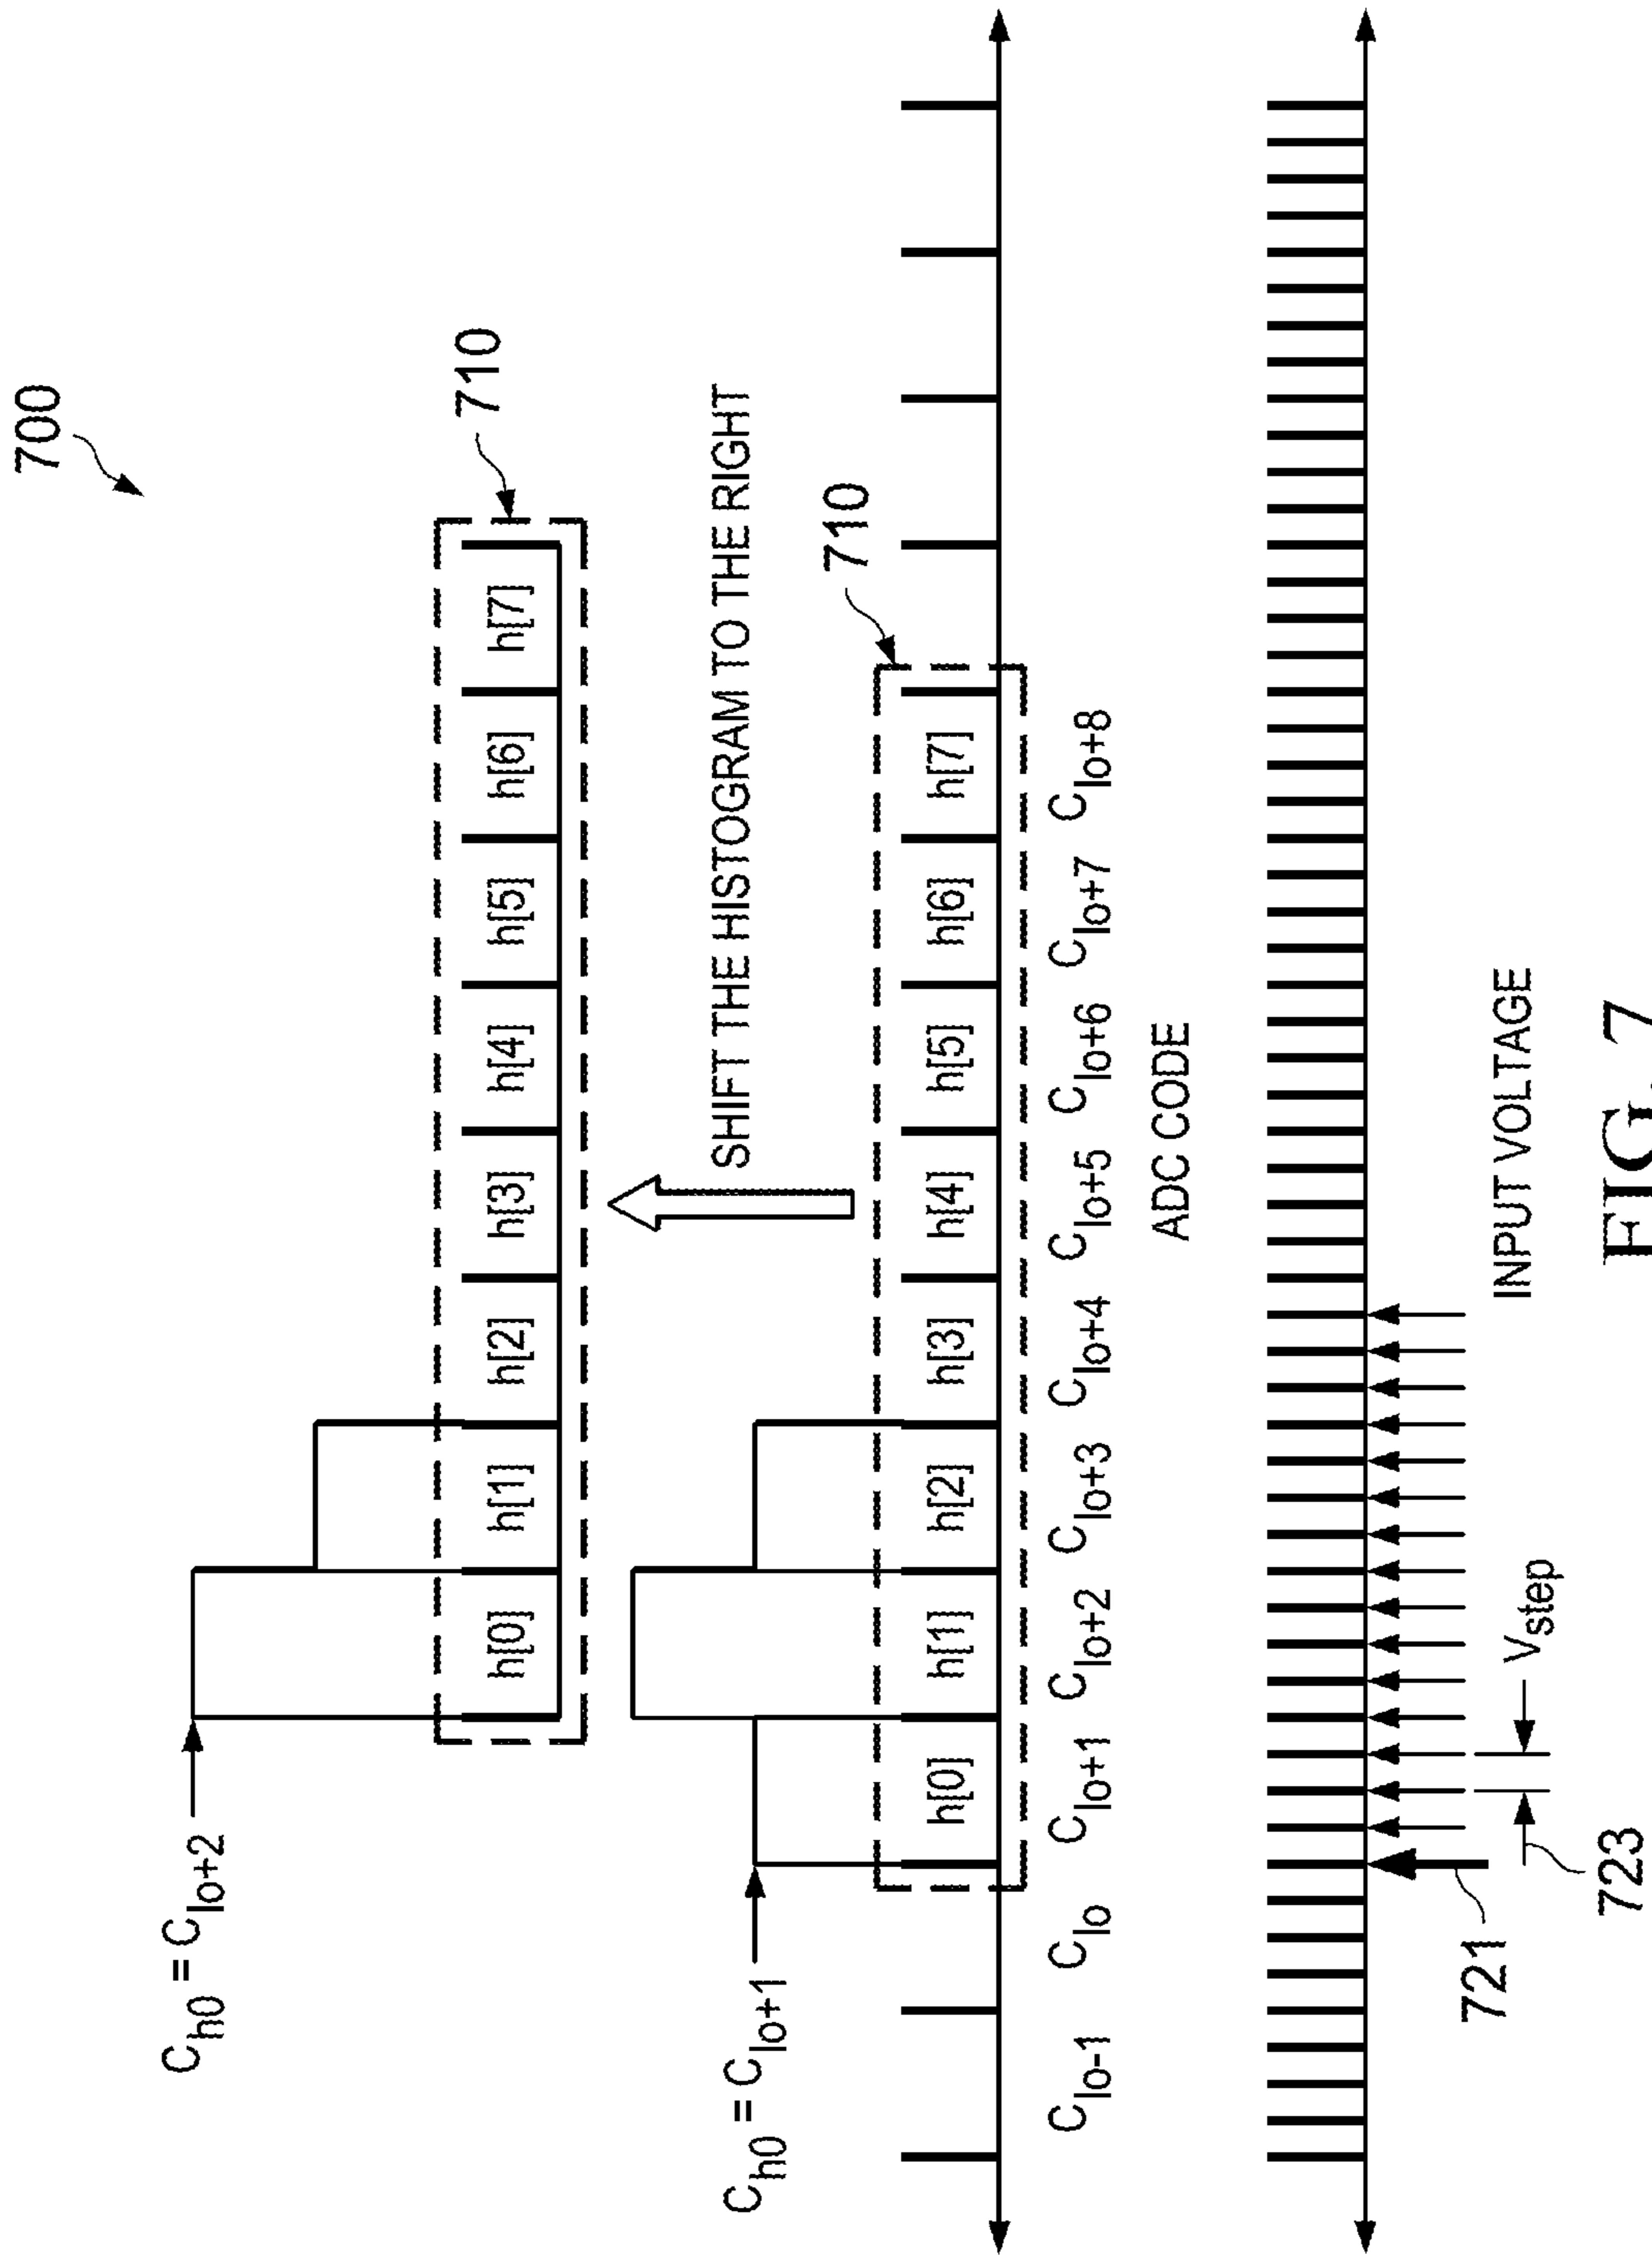 700
C_h0 = C_lo+2
h[0] h[1] h[2] h[3] h[4] h[5] h[6] h[7]
710
SHIFT THE HISTOGRAM TO THE RIGHT
C_h0 = C_lo+1
710
h[0] h[1] h[2] h[3] h[4] h[5] h[6] h[7]
C_lo-1 C_lo C_lo+1 C_lo+2 C_lo+3 C_lo+4 C_lo+5 C_lo+6 C_lo+7 C_lo+8
ADC CODE
721
V_step
723
INPUT VOLTAGE
FIG. 7